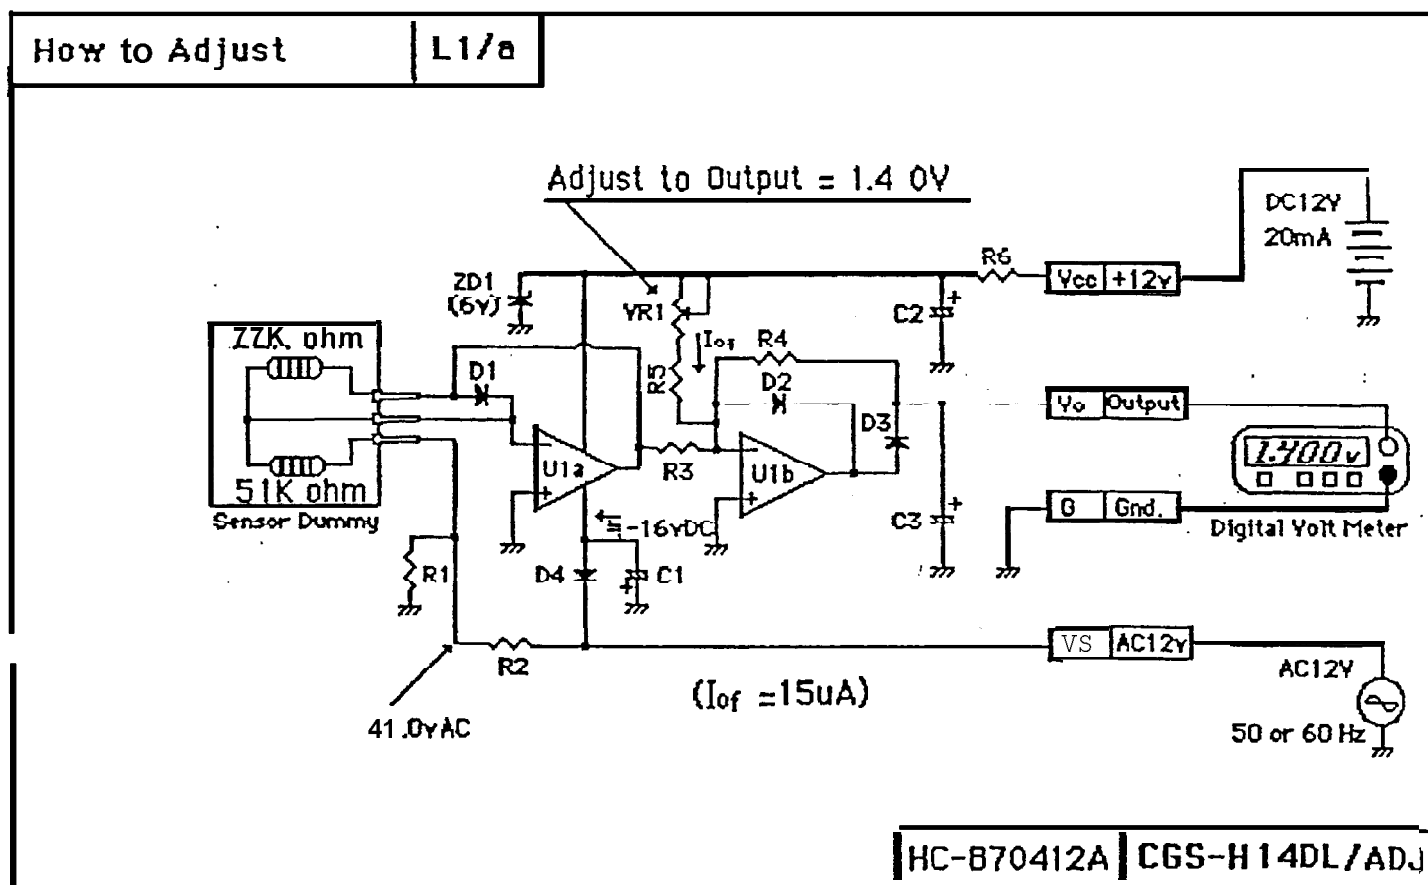 How to Adjust L1/a
Adjust to Output = 1.4 0V
DC12V
20mA
R6
Vcc +12v
ZD1
(6v)
VR1
C2
Iof
R4
77K. ohm
D1
R5
D2
Vo Output
D3
1.400v
U1a
R3
U1b
51K ohm
Sensor Dummy
G Gnd.
C3
Digital Volt Meter
-16vDC
R1
D4
C1
VS AC12v
R2
AC12V
(Iof =15uA)
41.0vAC
50 or 60 Hz
HC-870412A CGS-H14DL/ADJ